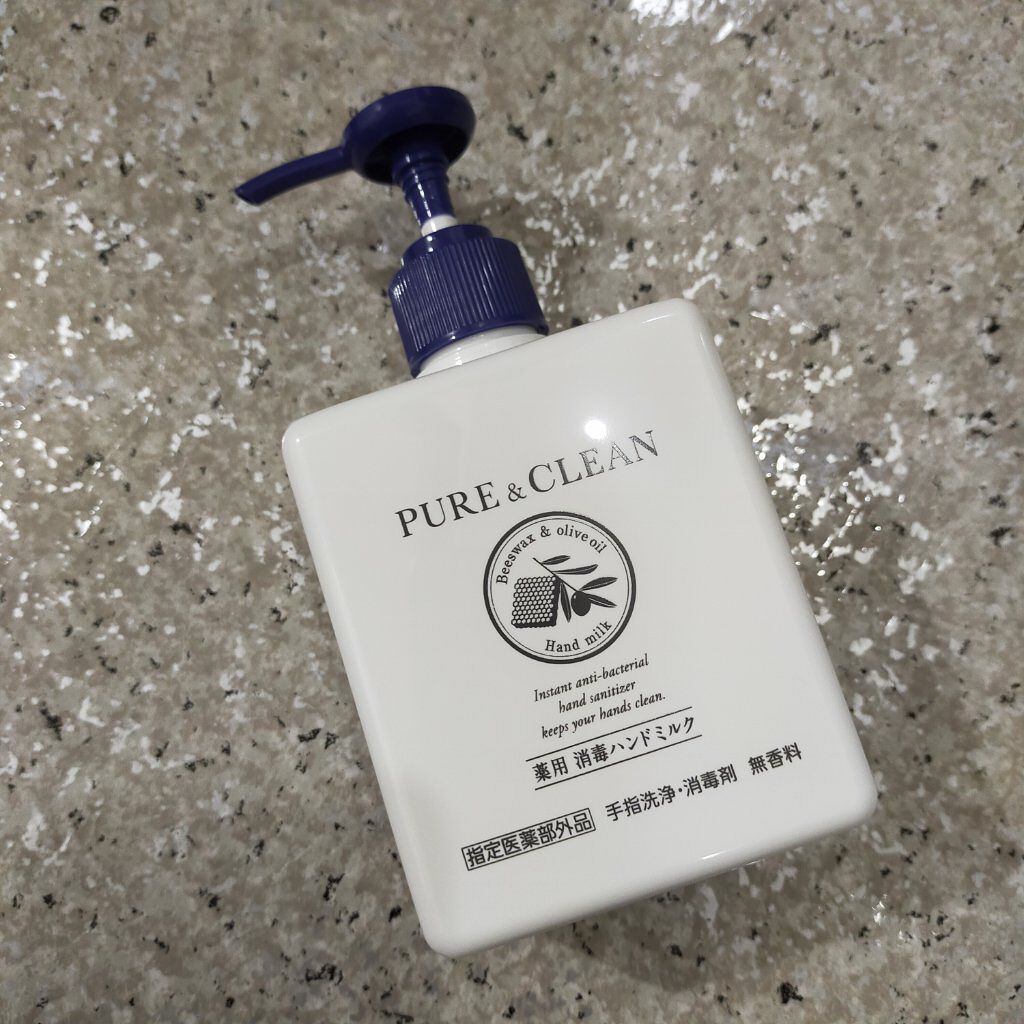 PURE & CLEAN
Beeswax & olive oil
Hand milk
Instant anti-bacterial
hand sanitizer
keeps your hands clean.
薬用 消毒ハンドミルク
指定医薬部外品 手指洗浄・消毒剤 無香料